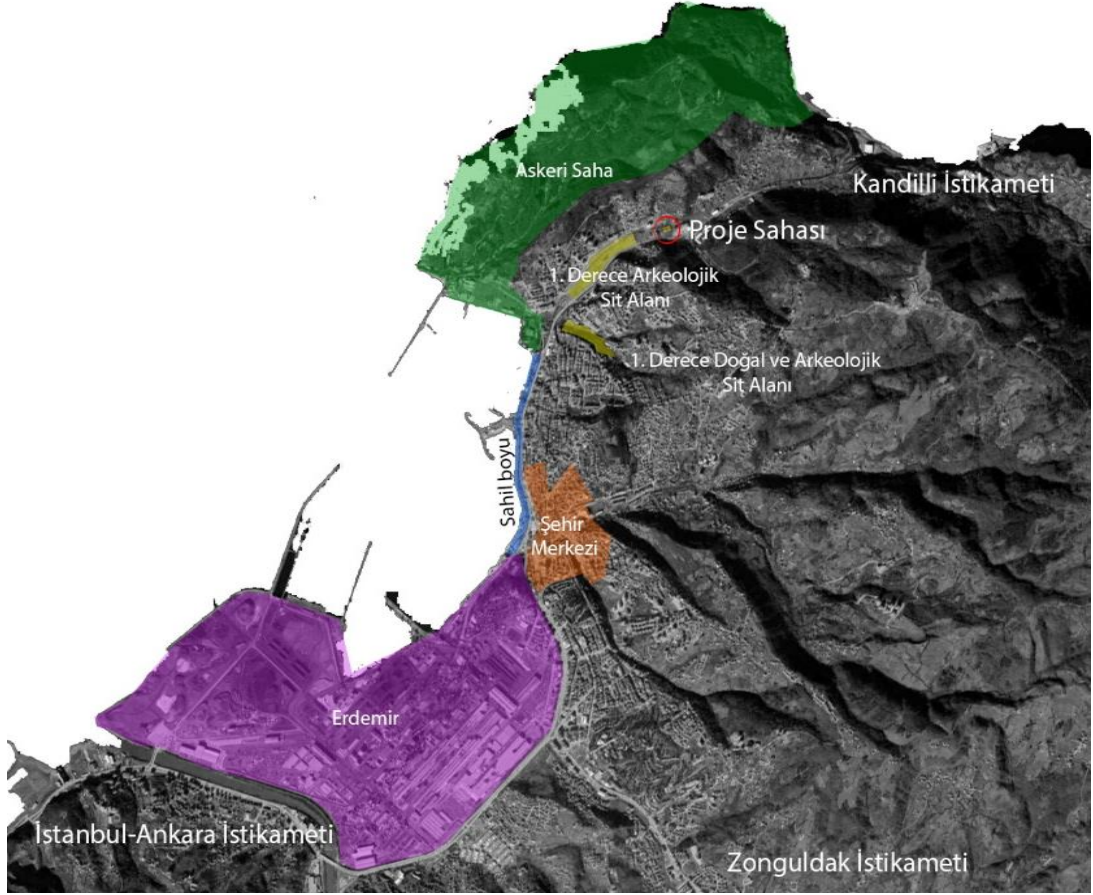 Askeri Saha
Kandilli İstikameti
Proje Sahası
1. Derece Arkeolojik
Sit Alanı
1. Derece Doğal ve Arkeolojik
Sit Alanı
Sahil boyu
Şehir
Merkezi
Erdemir
İstanbul-Ankara İstikameti
Zonguldak İstikameti